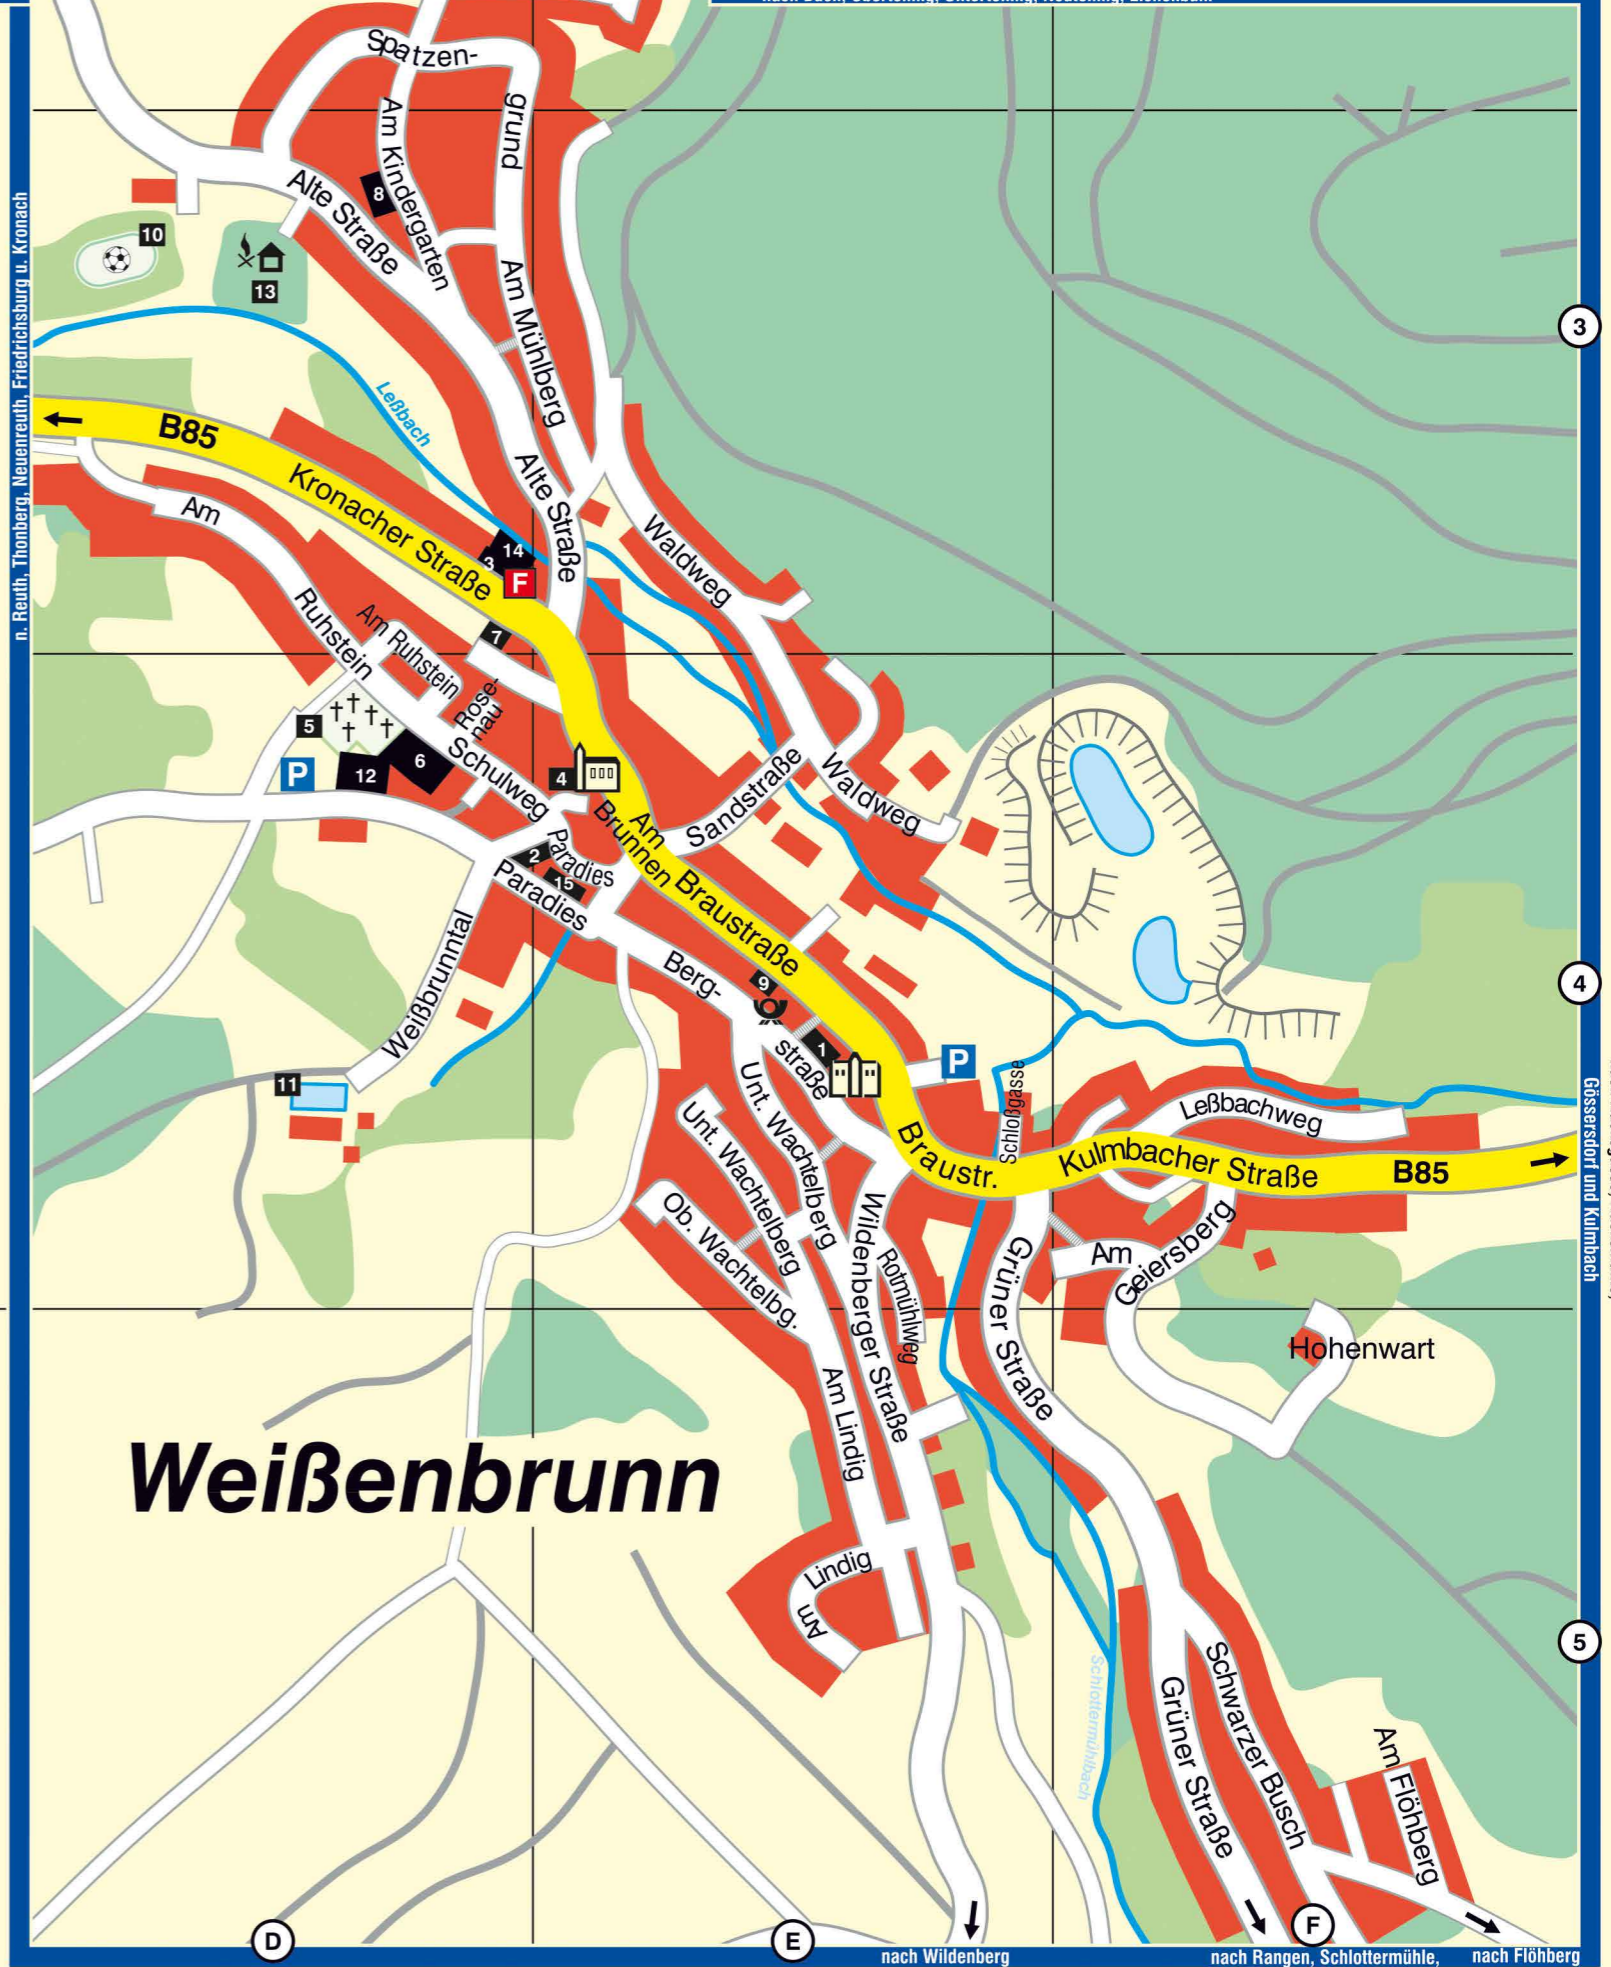 Spatzen-
grund
Am Kindergarten
8
Alte Straße
10
13
Am Mühlberg
3
n. Reuth, Thonberg, Neuenreuth, Friedrichsburg u. Kronach
Leßbach
B85
Kronacher Straße
Alte Straße
Am
Ruhstein
14
3
F
7
Waldweg
Am Ruhstein
Rose-
nau
5
P
12
6
Schulweg
4
Sandstraße
Waldweg
Am
Brunnen
Paradies
2
15
Paradies
Braustraße
Weißbrunntal
Berg-
straße
9
1
4
11
P
Schloßgasse
Leßbachweg
Unt. Wachtelberg
Unt. Wachtelberg
Ob. Wachtelbg.
Braustr.
Kulmbacher Straße
B85
Gössersdorf und Kulmbach
Wildenberger Straße
Rotmühlweg
Grüner Straße
Am
Geiersberg
Hohenwart
Am Lindig
Weißenbrunn
Lindig
Am
5
Schlottermühlbach
Grüner Straße
Schwarzer Busch
Am Flöhberg
D
E
F
nach Wildenberg
nach Rangen, Schlottermühle,
nach Flöhberg